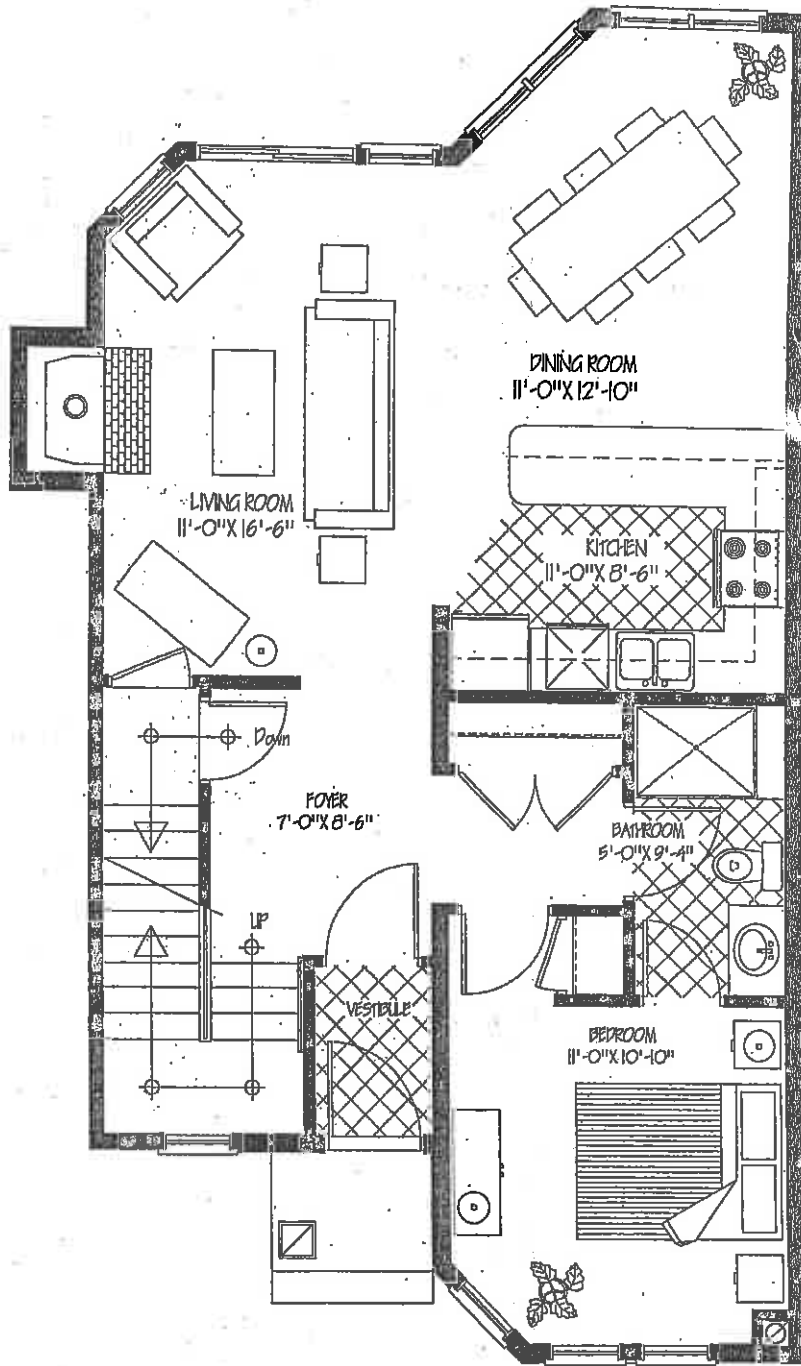 DINING ROOM
11'-0"X 12'-10"
LIVING ROOM
11'-0"X 16'-6"
KITCHEN
11'-0"X 8'-6"
Down
FOYER
7'-0"X 8'-6"
BATHROOM
5'-0"X 9'-4"
UP
VESTIBULE
BEDROOM
11'-0"X 10'-10"